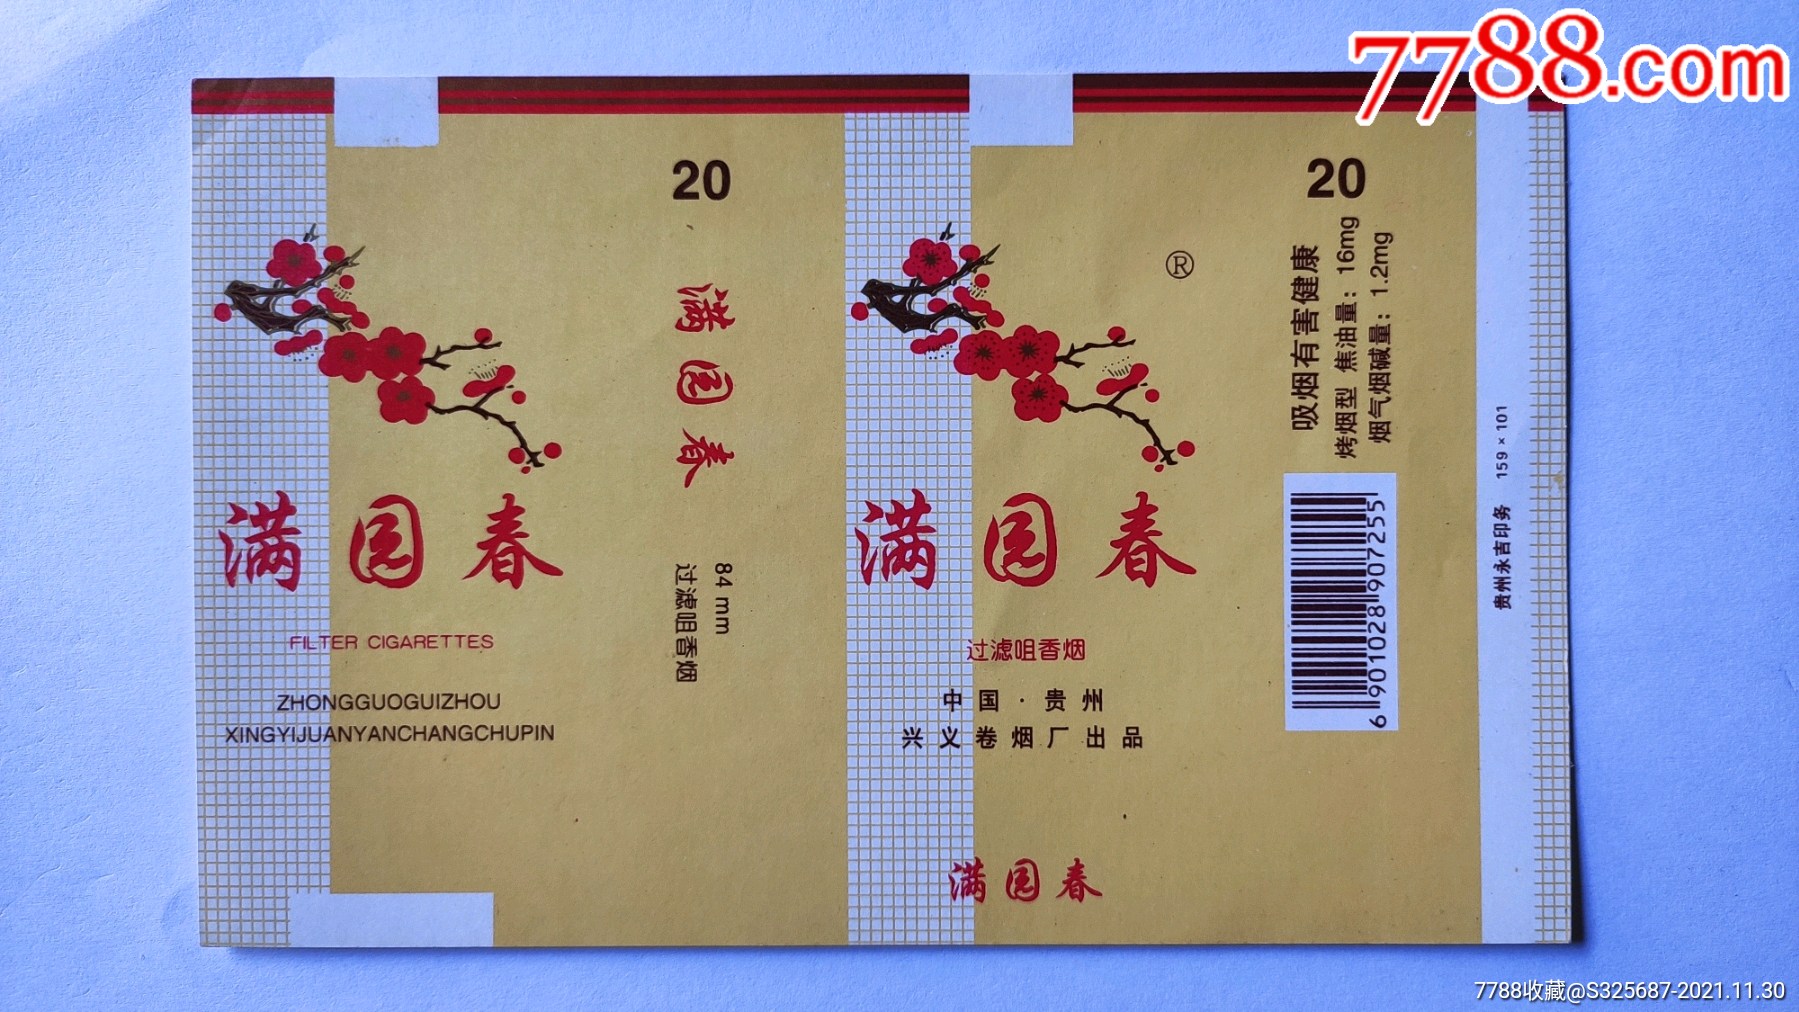 7788.com
20
满园春
84 mm
过滤咀香烟
满园春
FILTER CIGARETTES
ZHONGGUOGUIZHOU
XINGYIJUANYANCHANGCHUPIN
®
满园春
过滤咀香烟
中国·贵州
兴义卷烟厂出品
满园春
20
吸烟有害健康
烤烟型 焦油量：16mg
烟气烟碱量：1.2mg
6901028907255
贵州永吉印务 159×101
7788收藏@S325687-2021.11.30